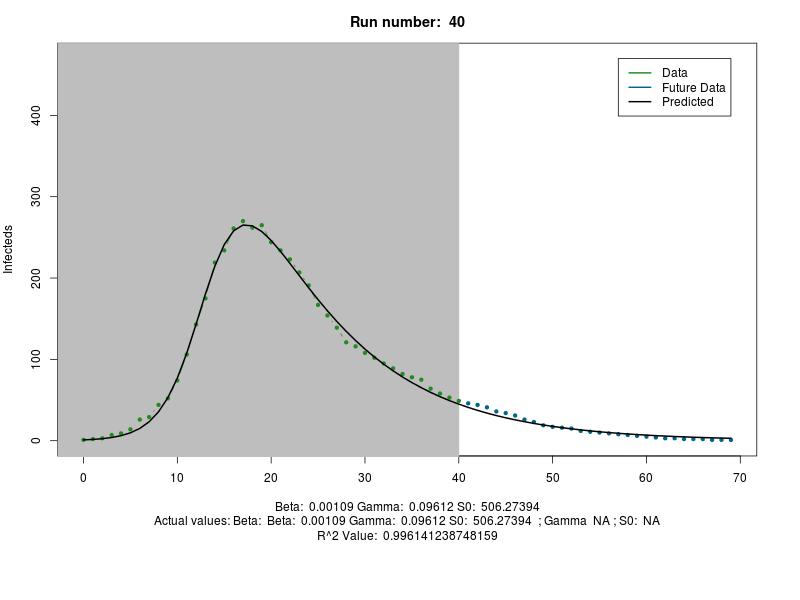 Run number: 40
Data
Future Data
Predicted
400
300
200
100
0
Infecteds
0 10 20 30 40 50 60 70
Beta: 0.00109 Gamma: 0.09612 S0: 506.27394
Actual values: Beta: Beta: 0.00109 Gamma: 0.09612 S0: 506.27394 ; Gamma NA ; S0: NA
R^2 Value: 0.996141238748159